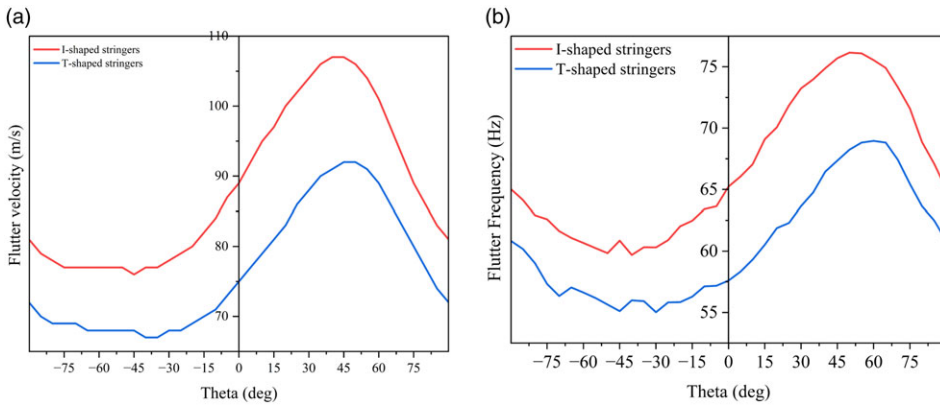 (a)
I-shaped stringers
T-shaped stringers
110
100
90
80
70
Flutter velocity (m/s)
−75 −60 −45 −30 −15 0 15 30 45 60 75
Theta (deg)
(b)
I-shaped stringers
T-shaped stringers
75
70
65
60
55
Flutter Frequency (Hz)
−75 −60 −45 −30 −15 0 15 30 45 60 75
Theta (deg)